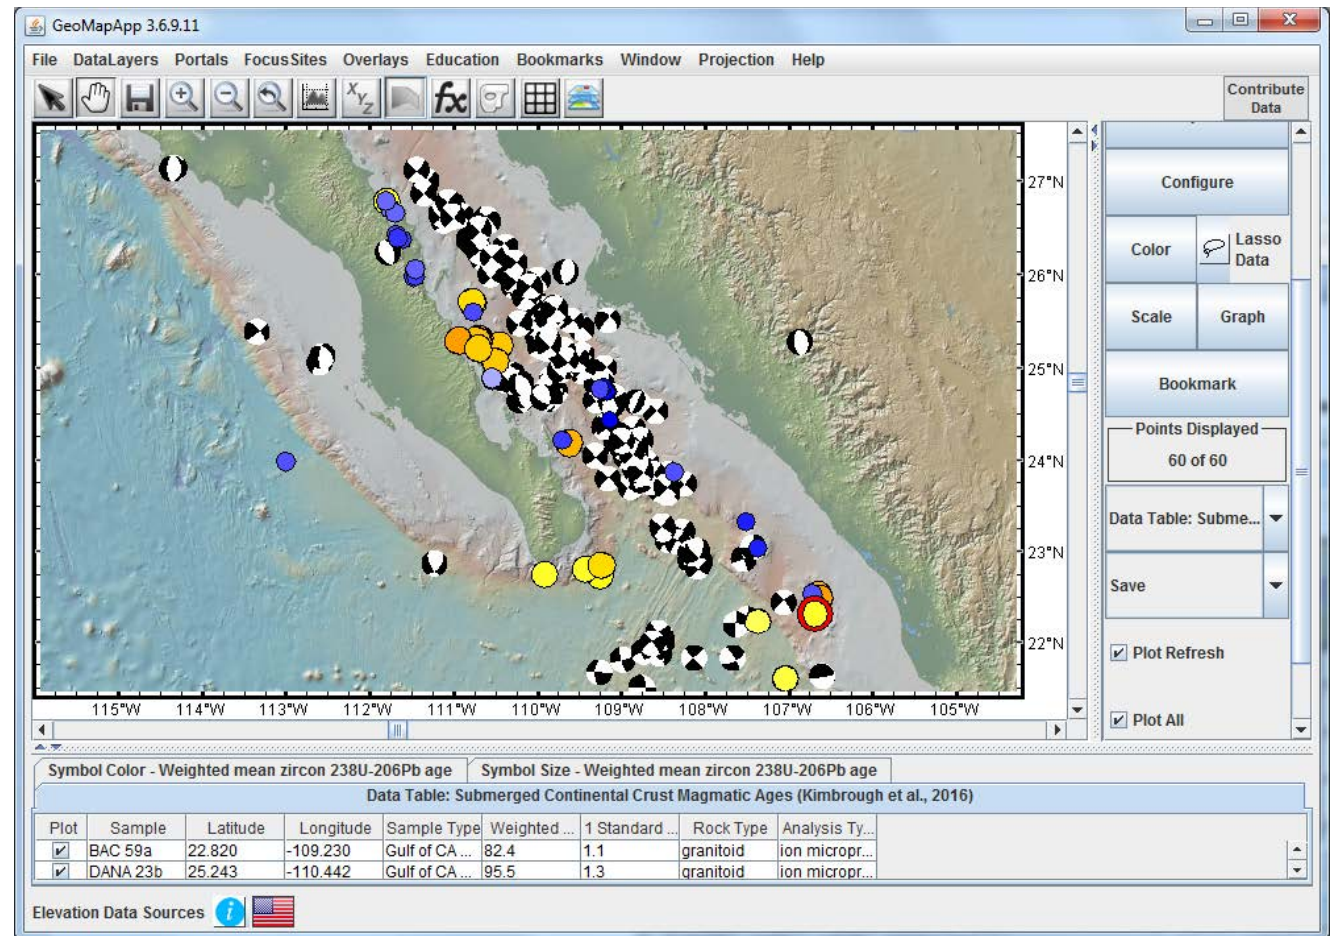 GeoMapApp 3.6.9.11
File DataLayers Portals FocusSites Overlays Education Bookmarks Window Projection Help
XYZ fx
Contribute
Data
Configure
Color Lasso
Data
Scale Graph
Bookmark
Points Displayed
60 of 60
Data Table: Subme...
Save
Plot Refresh
Plot All
27°N
26°N
25°N
24°N
23°N
22°N
115°W 114°W 113°W 112°W 111°W 110°W 109°W 108°W 107°W 106°W 105°W
Symbol Color - Weighted mean zircon 238U-206Pb age Symbol Size - Weighted mean zircon 238U-206Pb age
Data Table: Submerged Continental Crust Magmatic Ages (Kimbrough et al., 2016)
Plot Sample Latitude Longitude Sample Type Weighted ... 1 Standard ... Rock Type Analysis Ty...
BAC 59a 22.820 -109.230 Gulf of CA ... 82.4 1.1 granitoid ion micropr...
DANA 23b 25.243 -110.442 Gulf of CA ... 95.5 1.3 granitoid ion micropr...
Elevation Data Sources i